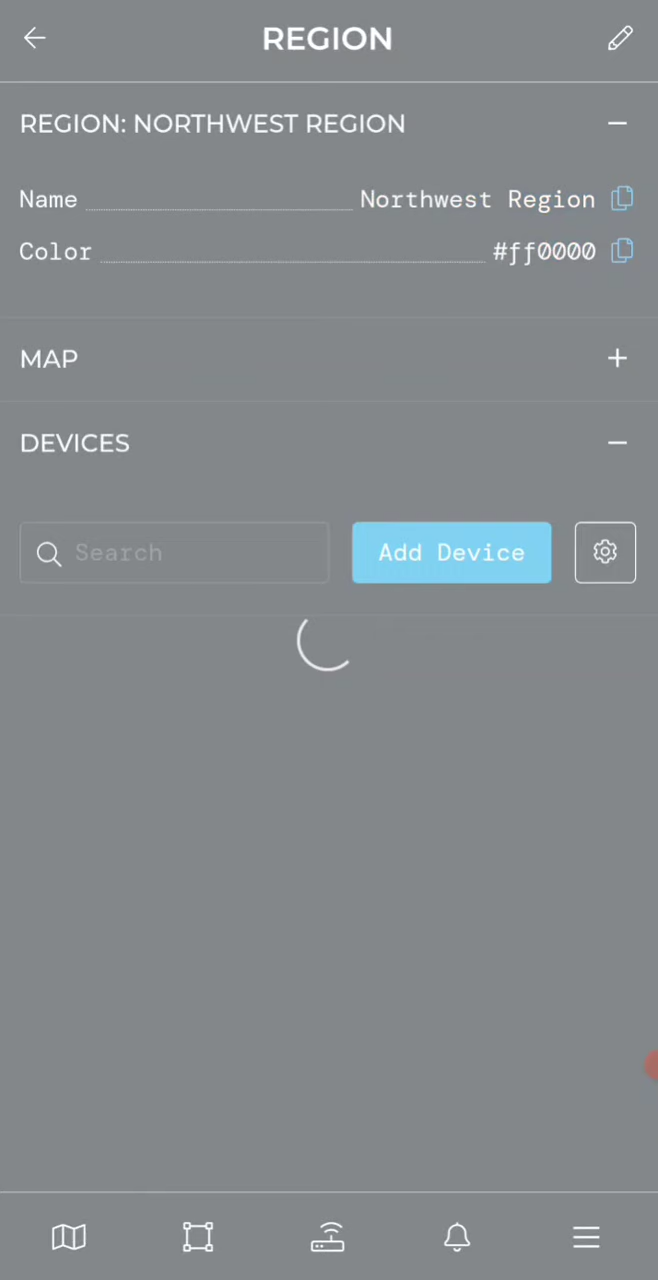 REGION
REGION: NORTHWEST REGION
Name Northwest Region
Color #ff0000
MAP
DEVICES
Search Add Device